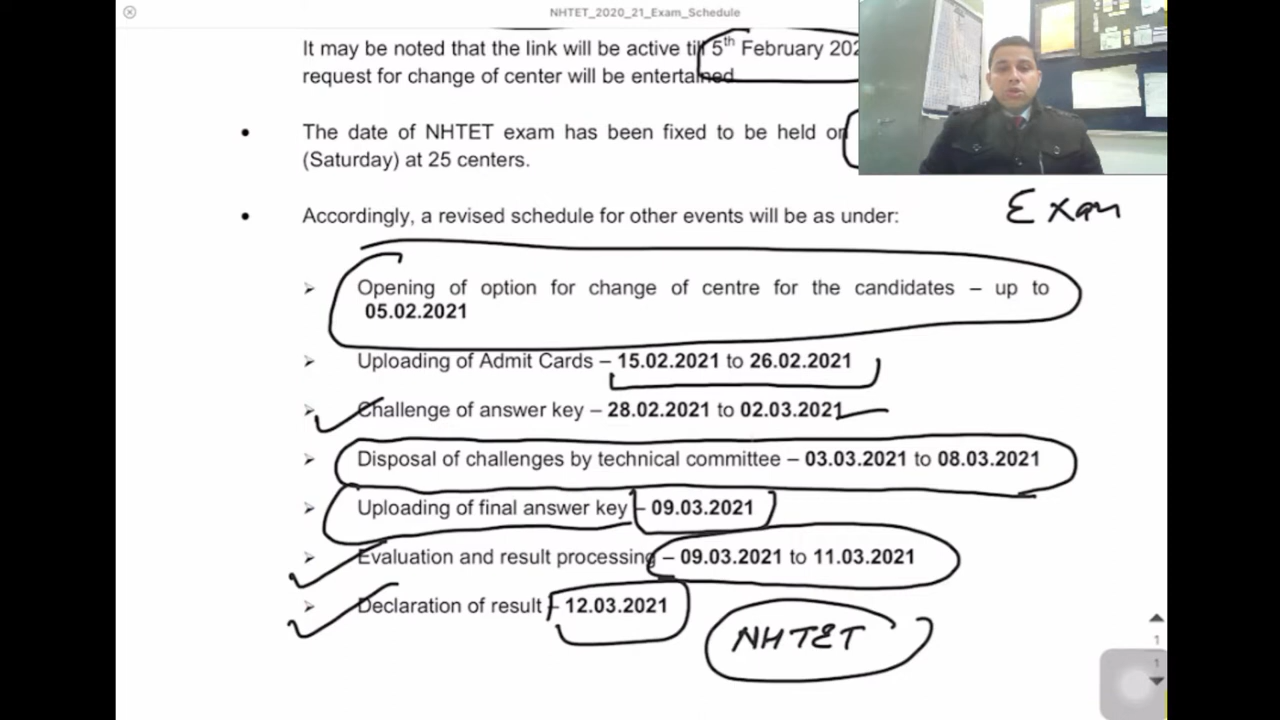 NHTET_2020_21_Exam_Schedule
It may be noted that the link will be active till 5th February 202
request for change of center will be entertained
• The date of NHTET exam has been fixed to be held on
(Saturday) at 25 centers.
• Accordingly, a revised schedule for other events will be as under:
Exam
➢ Opening of option for change of centre for the candidates – up to
05.02.2021
➢ Uploading of Admit Cards – 15.02.2021 to 26.02.2021
➢ Challenge of answer key – 28.02.2021 to 02.03.2021
➢ Disposal of challenges by technical committee – 03.03.2021 to 08.03.2021
➢ Uploading of final answer key – 09.03.2021
➢ Evaluation and result processing – 09.03.2021 to 11.03.2021
➢ Declaration of result – 12.03.2021
NHTET
1
1